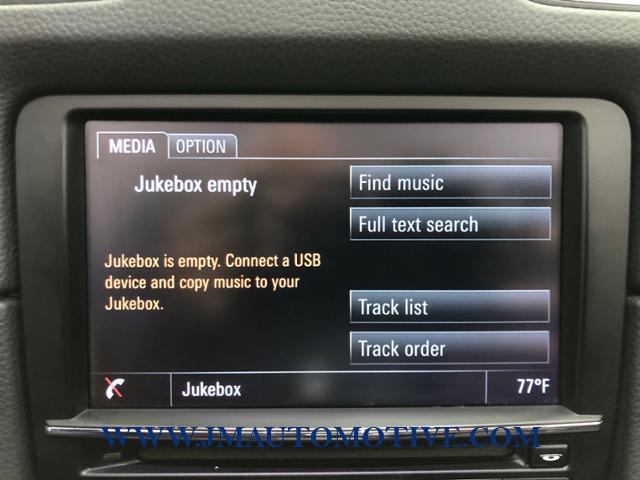 MEDIA OPTION
Jukebox empty
Find music
Full text search
Jukebox is empty. Connect a USB
device and copy music to your
Jukebox.
Track list
Track order
Jukebox 77°F
WWW.JMAUTOMOTIVE.COM